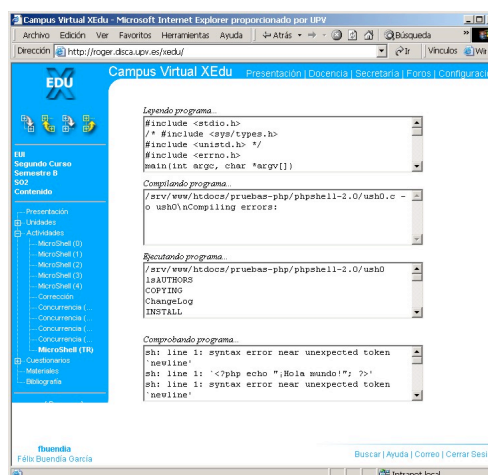 Campus Virtual XEdu - Microsoft Internet Explorer proporcionado por UPV
Archivo Edición Ver Favoritos Herramientas Ayuda Atrás Búsqueda »
Dirección http://roger.disca.upv.es/xedu/ Ir Vínculos
EDU
Campus Virtual XEdu Presentación | Docencia | Secretaría | Foros | Configuraci
EUI
Segundo Curso
Semestre B
SO2
Contenido
Presentación
Unidades
Actividades
MicroShell (0)
MicroShell (1)
MicroShell (2)
MicroShell (3)
MicroShell (4)
Corrección
Concurrencia (...
Concurrencia (...
Concurrencia (...
Concurrencia (...
MicroShell (TR)
Cuestionarios
Materiales
Bibliografía
Leyendo programa...
#include <stdio.h>
/* #include <sys/types.h>
#include <unistd.h> */
#include <errno.h>
main(int argc, char *argv[])
Compilando programa...
/srv/www/htdocs/pruebas-php/phpshell-2.0/ush0.c -
o ush0\nCompiling errors:
Ejecutando programa...
/srv/www/htdocs/pruebas-php/phpshell-2.0/ush0
lsAUTHORS
COPYING
ChangeLog
INSTALL
Comprobando programa...
sh: line 1: syntax error near unexpected token
`newline'
sh: line 1: `<?php echo "¡Hola mundo!"; ?>'
sh: line 1: syntax error near unexpected token
`newline'
fbuendia
Félix Buendía García
Buscar | Ayuda | Correo | Cerrar Sesi
Intranet local